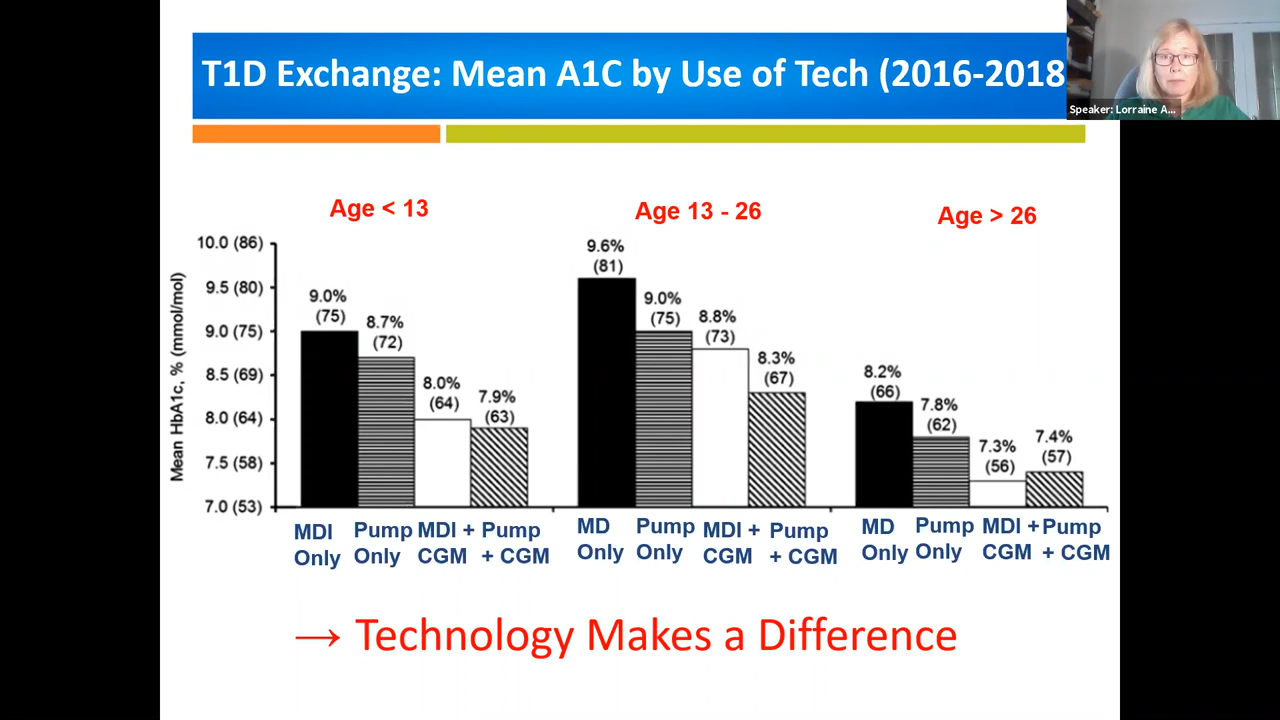 T1D Exchange: Mean A1C by Use of Tech (2016-2018
Speaker: Lorraine A...
Age < 13
Age 13 - 26
Age > 26
Mean HbA1c, % (mmol/mol)
10.0 (86)
9.5 (80)
9.0 (75)
8.5 (69)
8.0 (64)
7.5 (58)
7.0 (53)
9.0%
(75)
8.7%
(72)
8.0%
(64)
7.9%
(63)
9.6%
(81)
9.0%
(75)
8.8%
(73)
8.3%
(67)
8.2%
(66)
7.8%
(62)
7.3%
(56)
7.4%
(57)
MDI
Only
Pump
Only
MDI +
CGM
Pump
+ CGM
MD
Only
Pump
Only
MDI +
CGM
Pump
+ CGM
MD
Only
Pump
Only
MDI +
CGM
Pump
+ CGM
→ Technology Makes a Difference